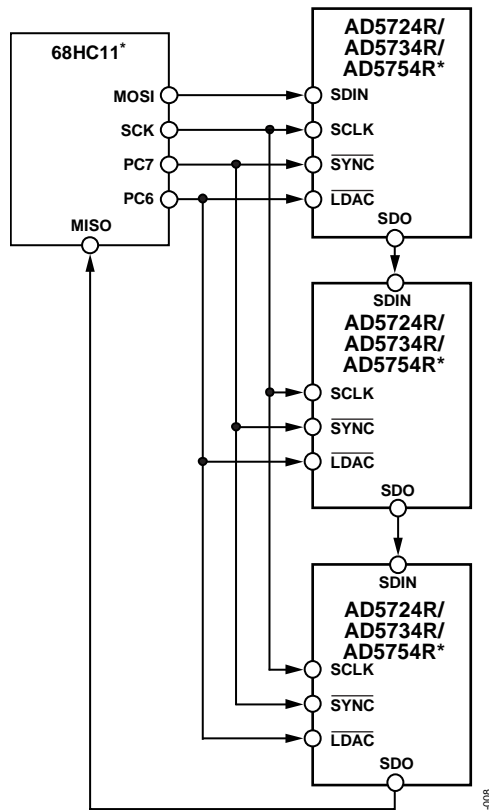 68HC11*
MOSI
SCK
PC7
PC6
MISO
AD5724R/
AD5734R/
AD5754R*
SDIN
SCLK
SYNC
LDAC
SDO
SDIN
AD5724R/
AD5734R/
AD5754R*
SCLK
SYNC
LDAC
SDO
SDIN
AD5724R/
AD5734R/
AD5754R*
SCLK
SYNC
LDAC
SDO
-008